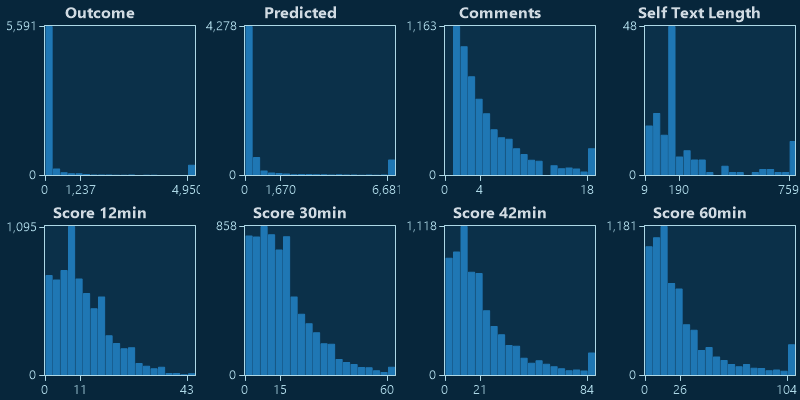 Outcome
5,591
0
0 1,237 4,950
Predicted
4,278
0
0 1,670 6,681
Comments
1,163
0
0 4 18
Self Text Length
48
0
9 190 759
Score 12min
1,095
0
0 11 43
Score 30min
858
0
0 15 60
Score 42min
1,118
0
0 21 84
Score 60min
1,181
0
0 26 104